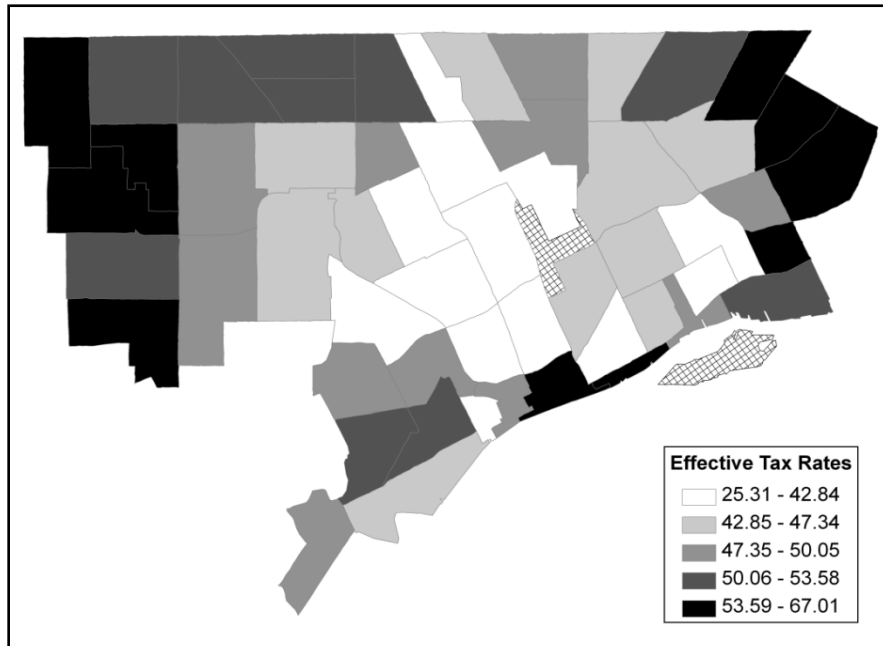 Effective Tax Rates
25.31 - 42.84
42.85 - 47.34
47.35 - 50.05
50.06 - 53.58
53.59 - 67.01